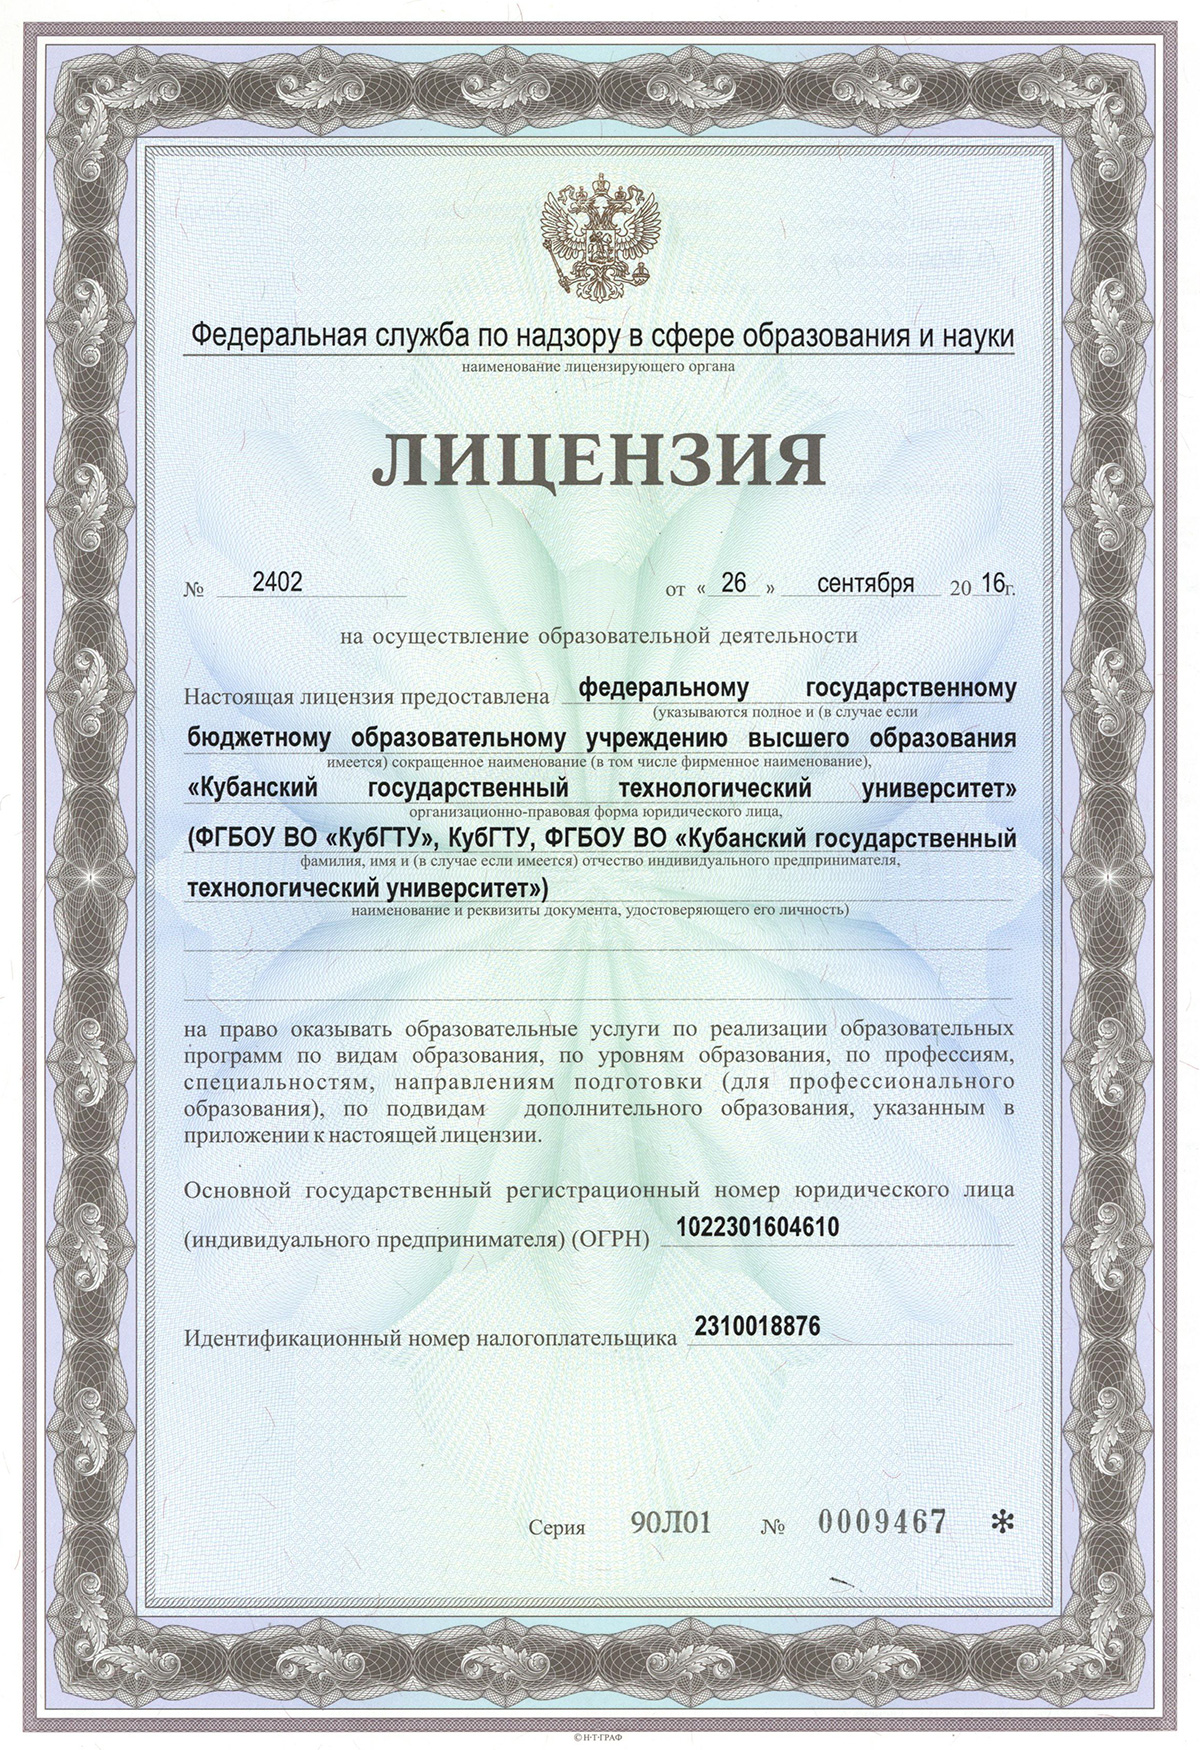 Федеральная служба по надзору в сфере образования и науки
наименование лицензирующего органа
ЛИЦЕНЗИЯ
№ 2402 от « 26 » сентября 20 16г.
на осуществление образовательной деятельности
Настоящая лицензия предоставлена федеральному государственному
(указываются полное и (в случае если
бюджетному образовательному учреждению высшего образования
имеется) сокращенное наименование (в том числе фирменное наименование),
«Кубанский государственный технологический университет»
организационно-правовая форма юридического лица,
(ФГБОУ ВО «КубГТУ», КубГТУ, ФГБОУ ВО «Кубанский государственный
фамилия, имя и (в случае если имеется) отчество индивидуального предпринимателя,
технологический университет»)
наименование и реквизиты документа, удостоверяющего его личность)
на право оказывать образовательные услуги по реализации образовательных
программ по видам образования, по уровням образования, по профессиям,
специальностям, направлениям подготовки (для профессионального
образования), по подвидам дополнительного образования, указанным в
приложении к настоящей лицензии.
Основной государственный регистрационный номер юридического лица
(индивидуального предпринимателя) (ОГРН) 1022301604610
Идентификационный номер налогоплательщика 2310018876
Серия 90Л01 № 0009467 *
© Н-Т-ГРАФ